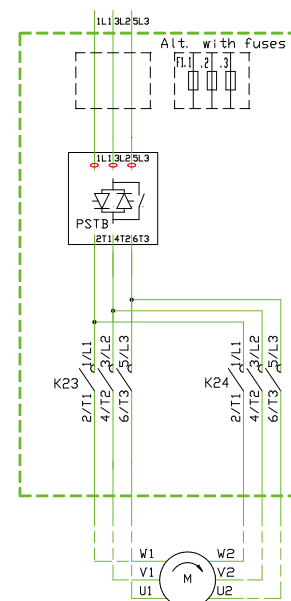 1L1 3L2 5L3
Alt. with fuses
F1.1 .2 .3
1L1 3L2 5L3
PSTB
2T1 4T2 6T3
1/L1 3/L2 5/L3
1/L1 3/L2 5/L3
K23
K24
2/T1 4/T2 6/T3
2/T1 4/T2 6/T3
W1 W2
V1 M V2
U1 U2